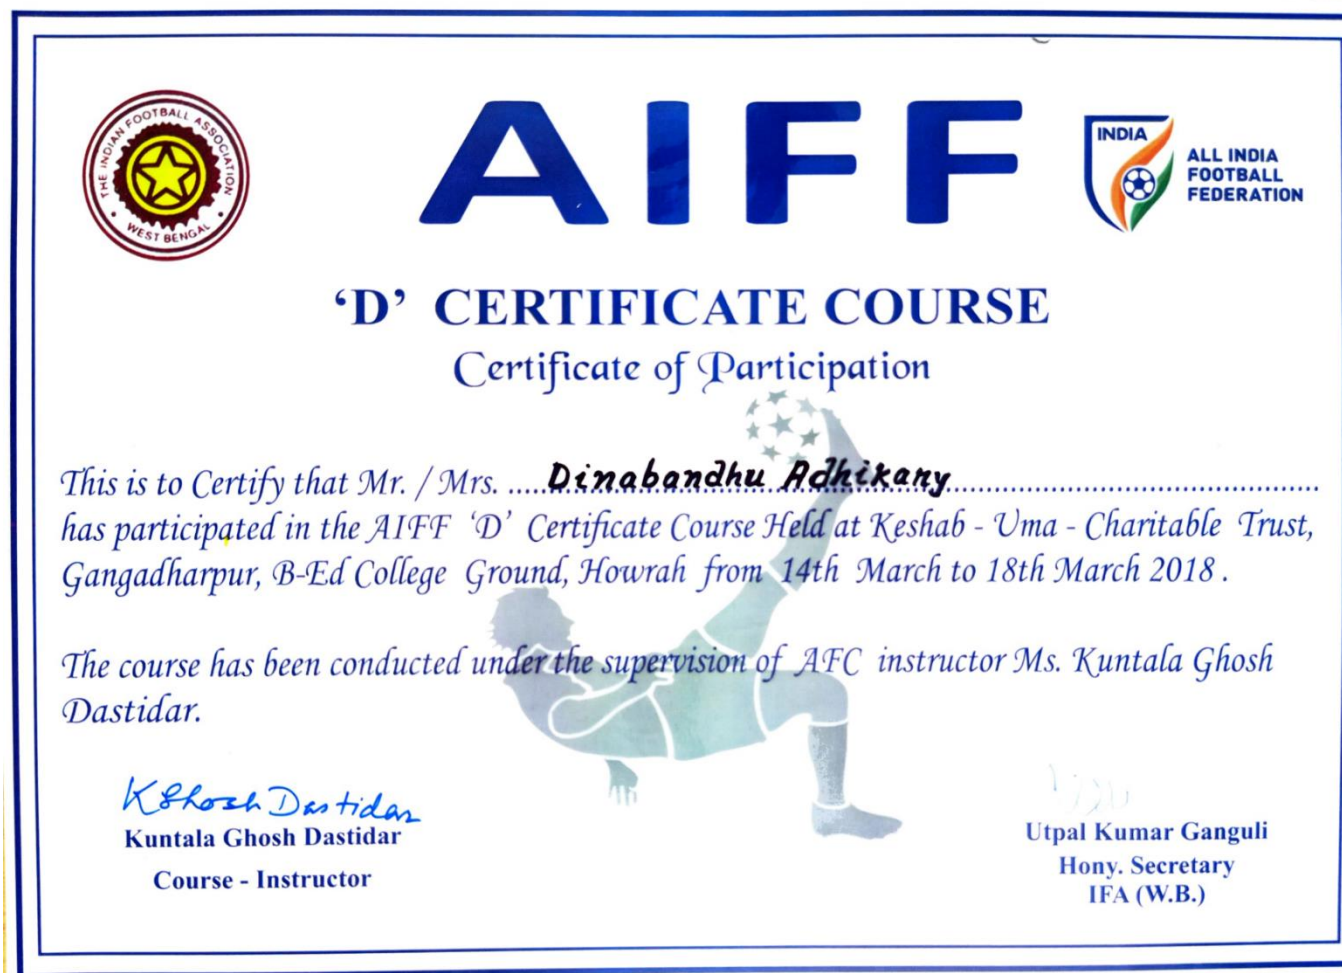 THE INDIAN FOOTBALL ASSOCIATION
WEST BENGAL
AIFF
INDIA
ALL INDIA
FOOTBALL
FEDERATION
‘D’ CERTIFICATE COURSE
Certificate of Participation
This is to Certify that Mr. / Mrs. ....Dinabandhu Adhikary....
has participated in the AIFF ‘D’ Certificate Course Held at Keshab - Uma - Charitable Trust,
Gangadharpur, B-Ed College Ground, Howrah from 14th March to 18th March 2018 .
The course has been conducted under the supervision of AFC instructor Ms. Kuntala Ghosh
Dastidar.
K Ghosh Dastidar
Kuntala Ghosh Dastidar
Course - Instructor
Utpal Kumar Ganguli
Hony. Secretary
IFA (W.B.)